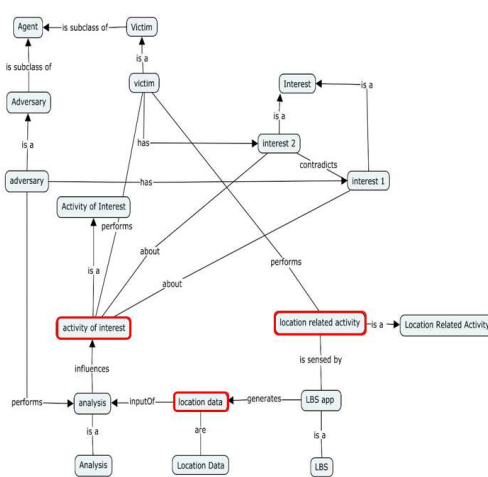 Agent
is subclass of
Victim
is subclass of
is a
Adversary
victim
Interest
is a
is a
is a
has
interest 2
contradicts
adversary
has
interest 1
Activity of Interest
performs
is a
about
performs
about
activity of interest
location related activity
is a
Location Related Activity
influences
is sensed by
performs
analysis
inputOf
location data
generates
LBS app
is a
are
is a
Analysis
Location Data
LBS